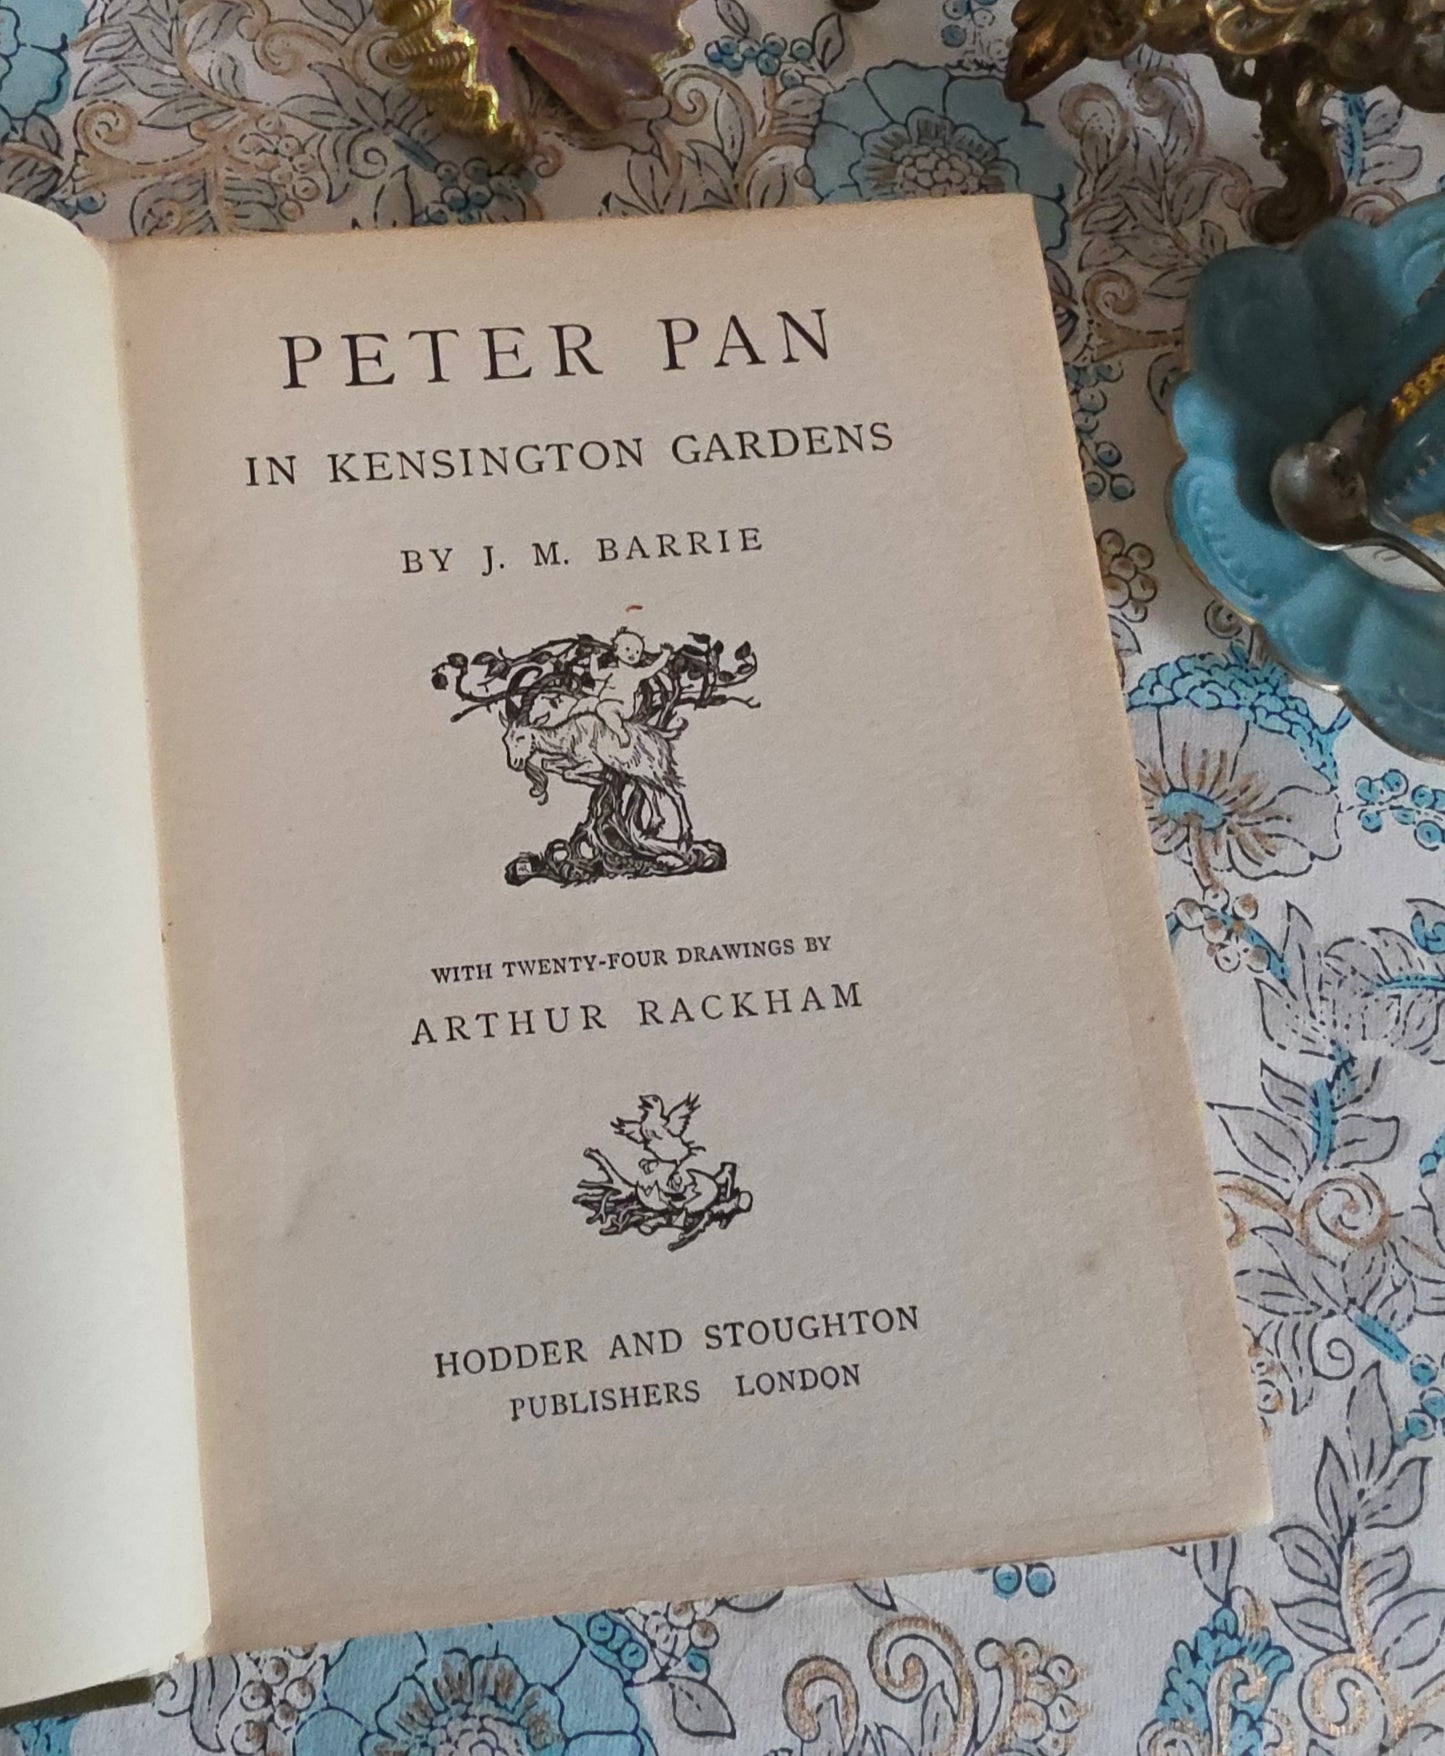 PETER PAN
IN KENSINGTON GARDENS
BY J. M. BARRIE
WITH TWENTY-FOUR DRAWINGS BY
ARTHUR RACKHAM
HODDER AND STOUGHTON
PUBLISHERS LONDON